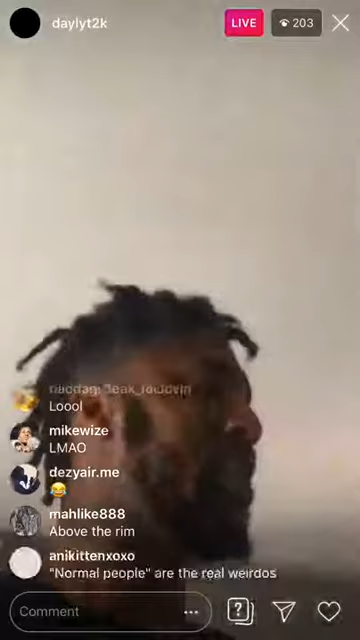 daylyt2k
LIVE 203
Loool
mikewize
LMAO
dezyair.me
mahlike888
Above the rim
anikittenxoxo
"Normal people" are the real weirdos
Comment